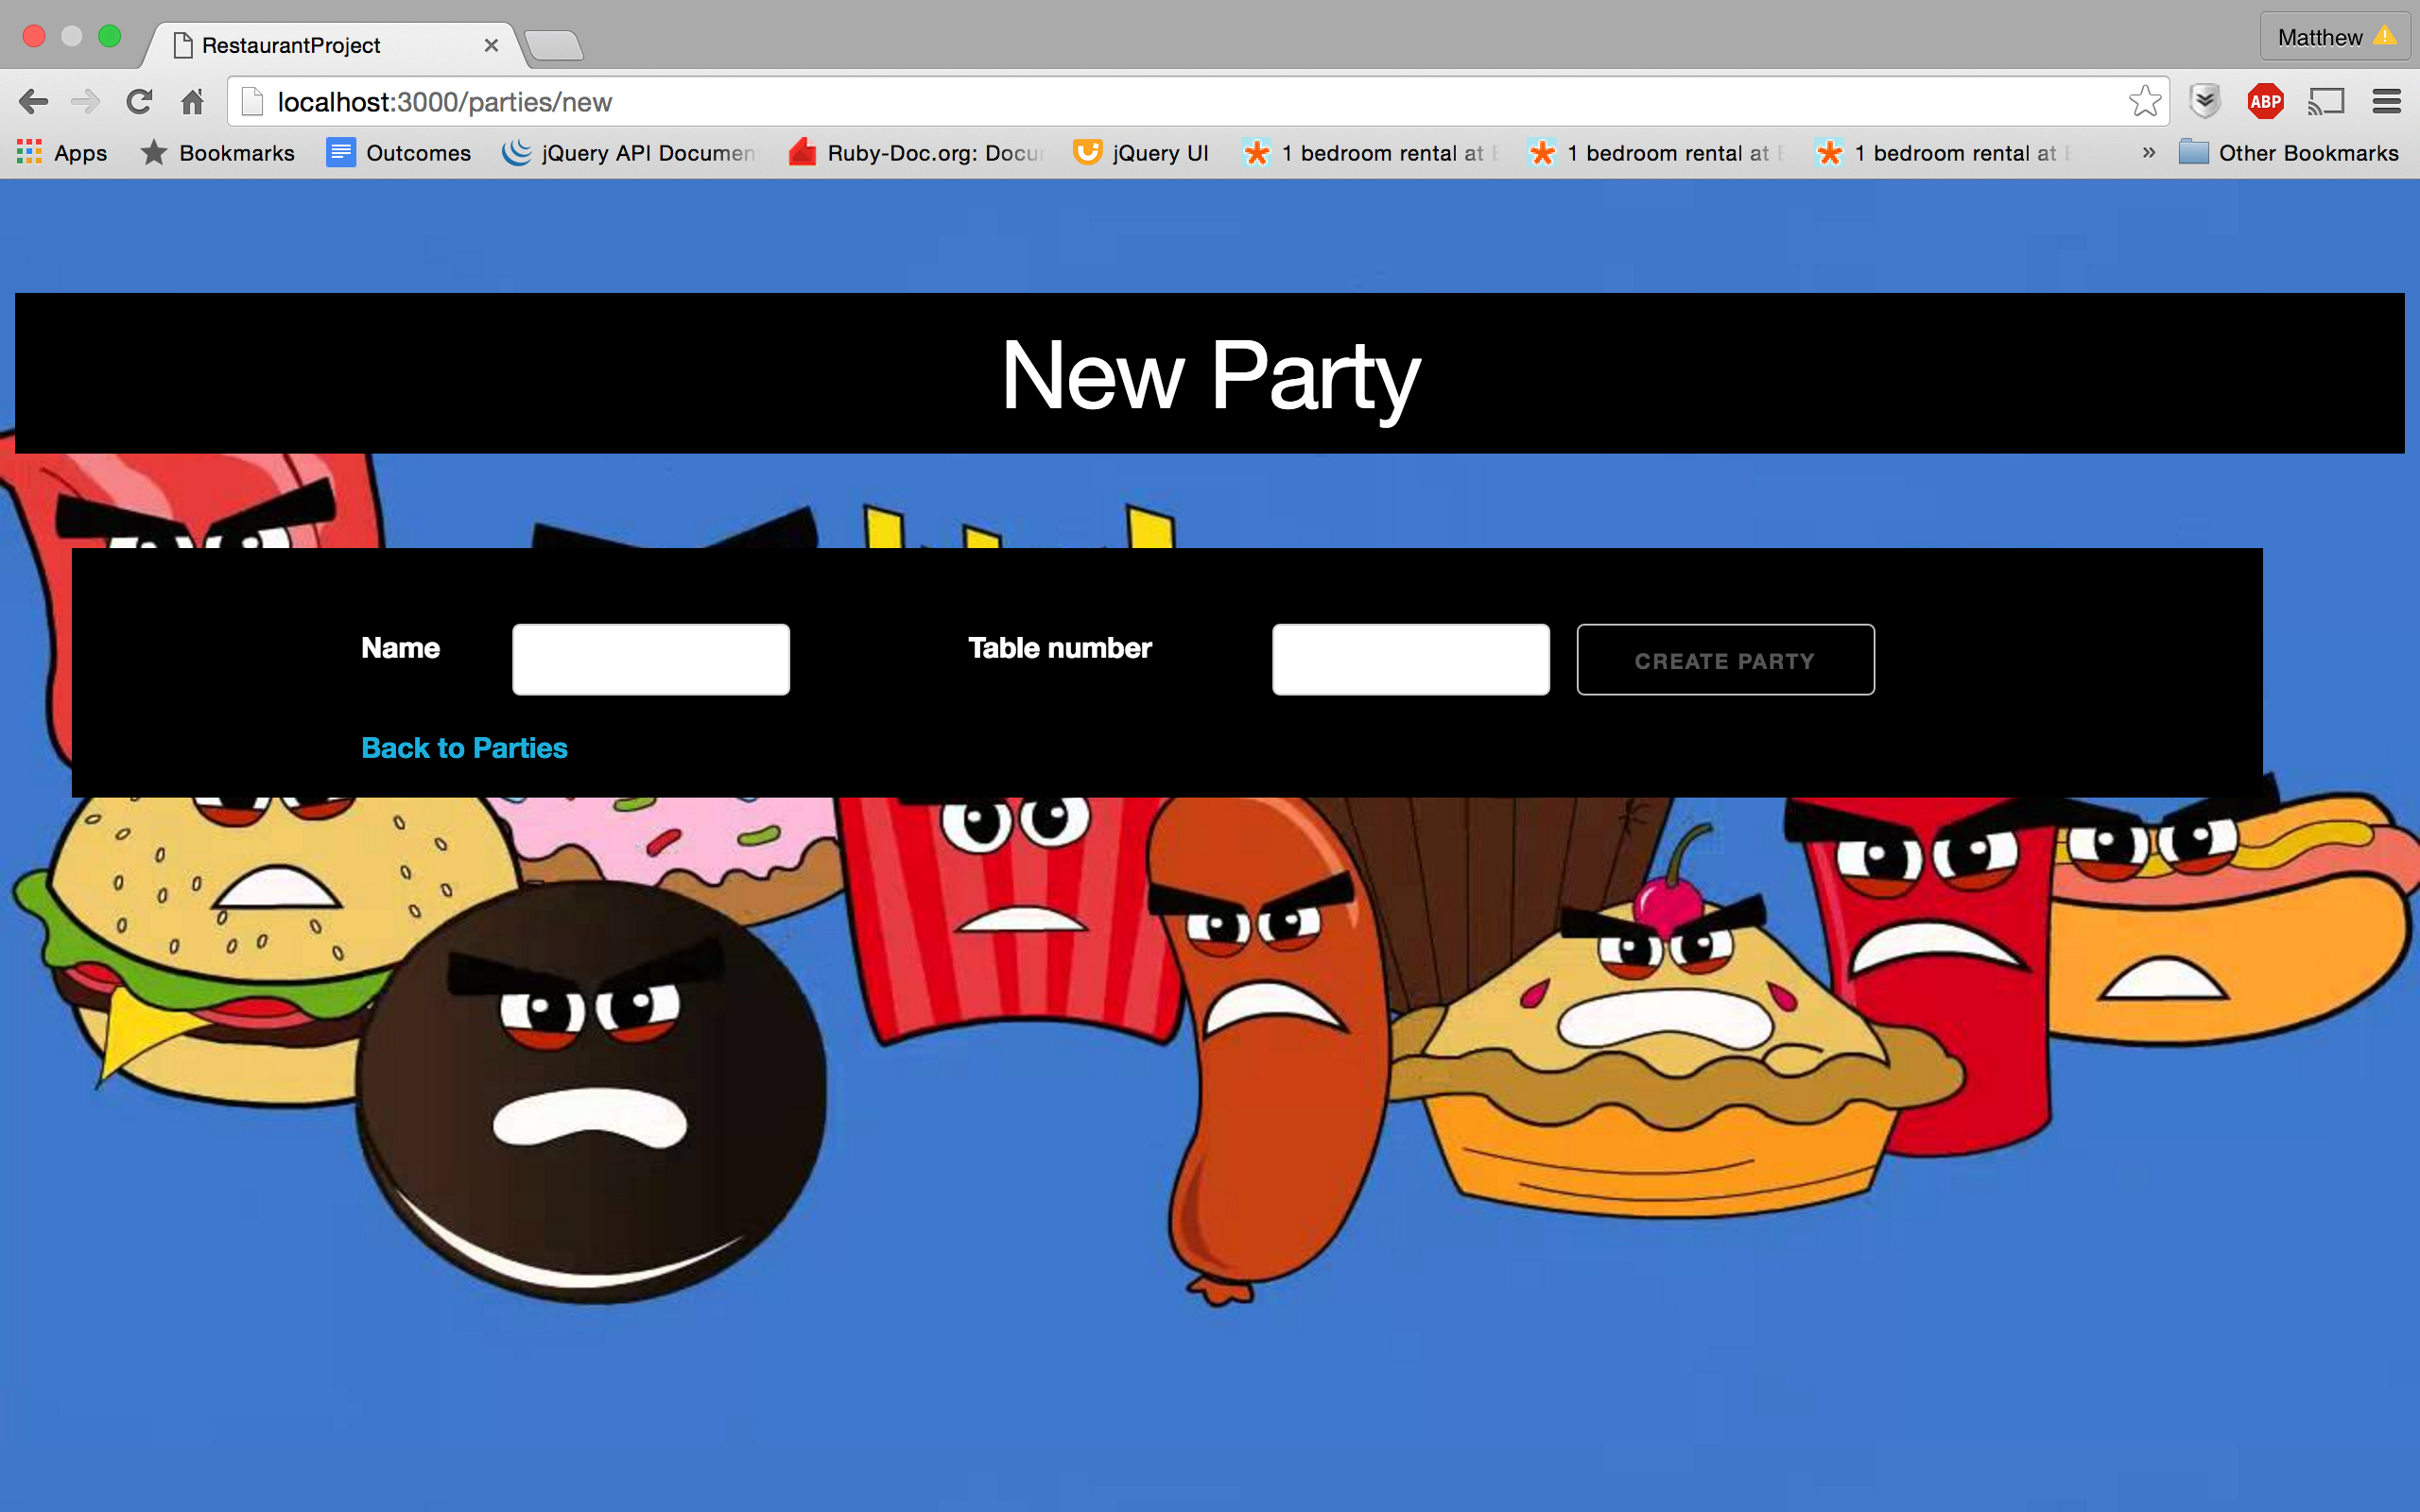 RestaurantProject
Matthew
localhost:3000/parties/new
ABP
Apps Bookmarks Outcomes jQuery API Documen Ruby-Doc.org: Docu jQuery UI 1 bedroom rental at 1 bedroom rental at 1 bedroom rental at » Other Bookmarks
New Party
Name Table number CREATE PARTY
Back to Parties